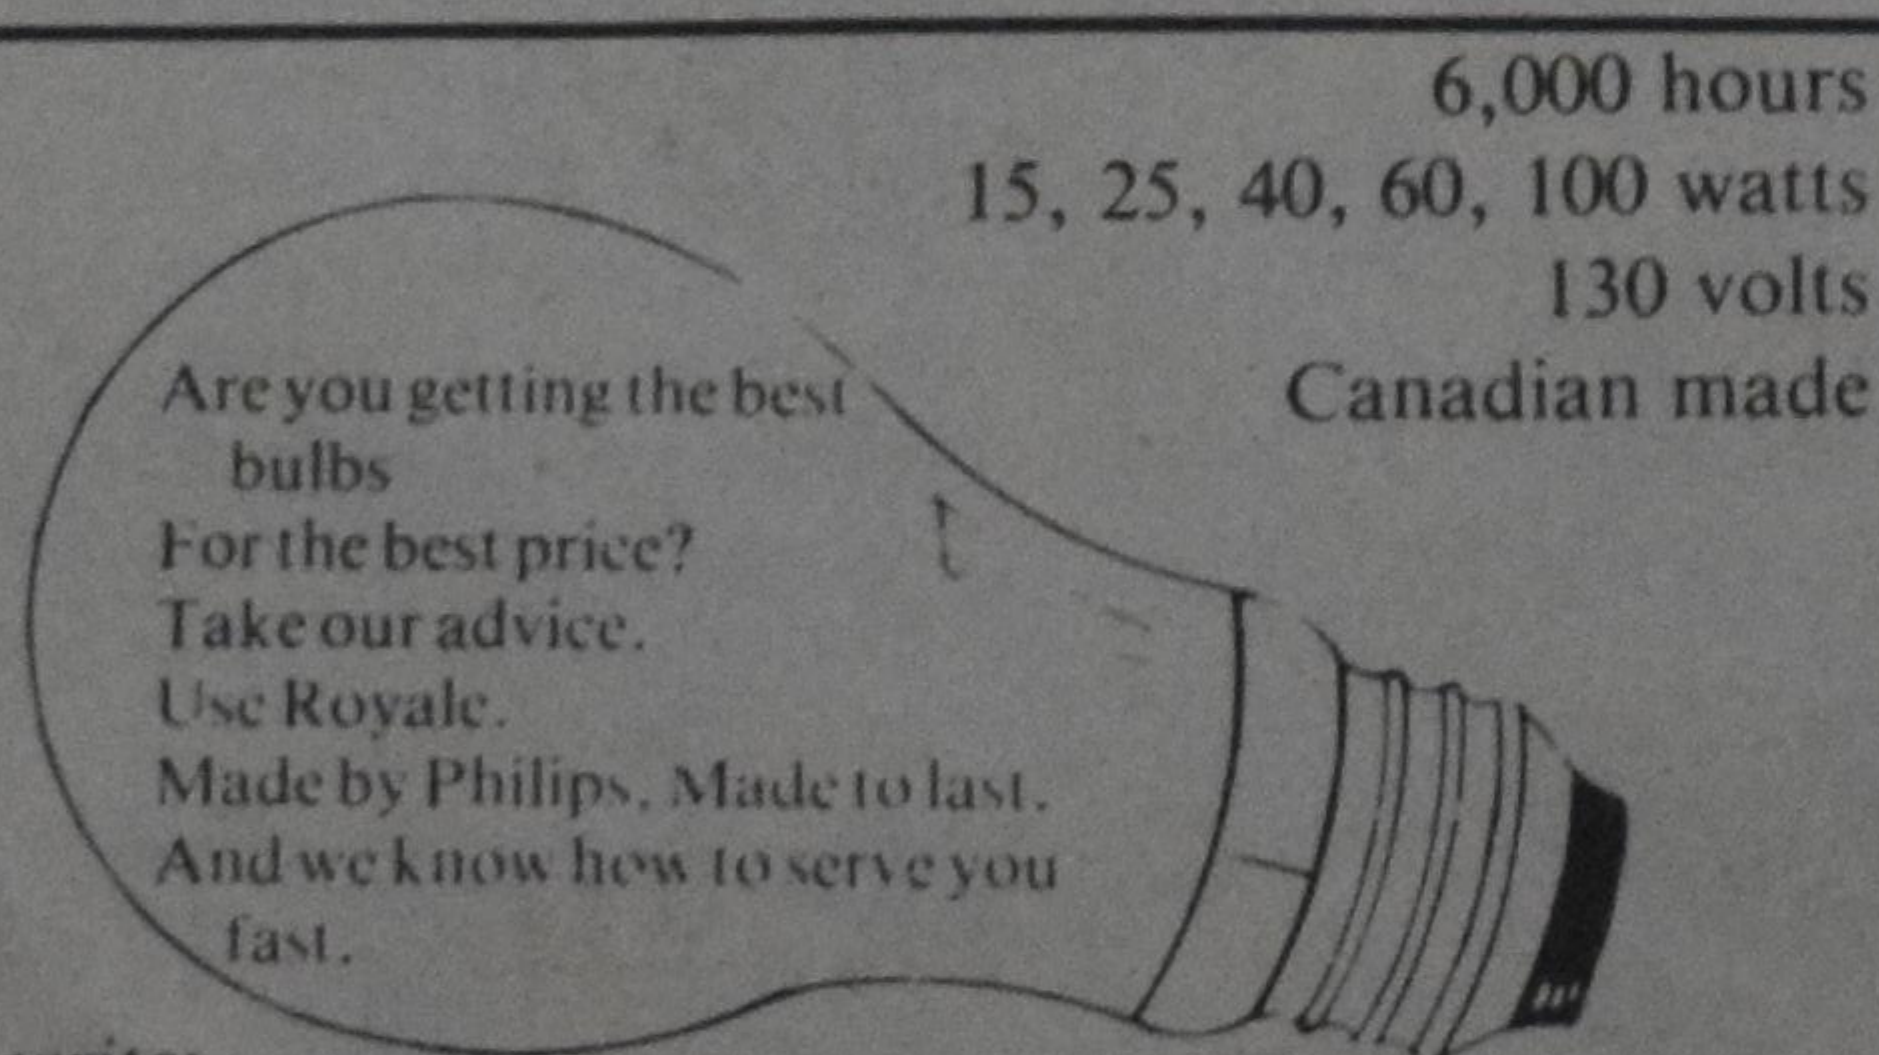 6,000 hours
15, 25, 40, 60, 100 watts
130 volts
Canadian made
Are you getting the best
bulbs
For the best price?
Take our advice.
Use Royale.
Made by Philips. Made to last.
And we know how to serve you
fast.